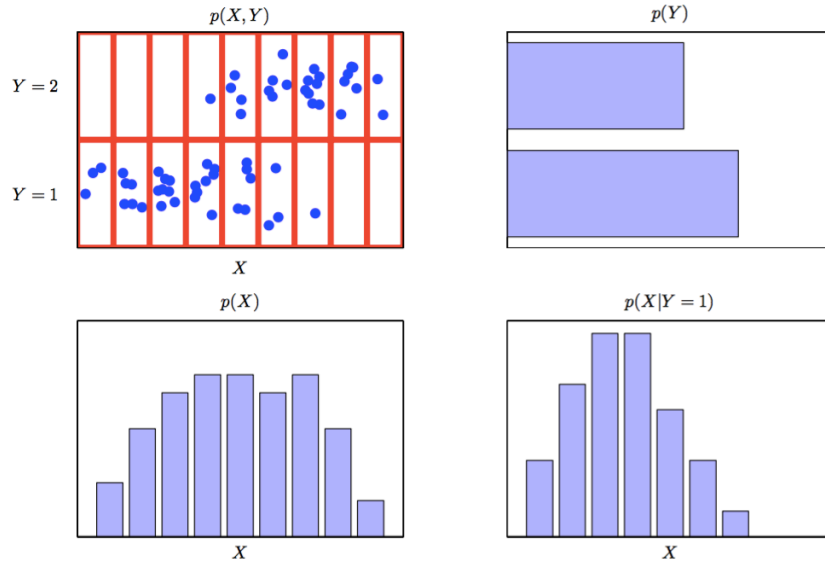 p(X, Y)
p(Y)
Y = 2
Y = 1
X
p(X)
p(X|Y = 1)
X
X